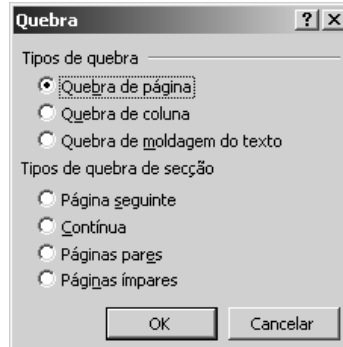 Quebra
Tipos de quebra
Quebra de página
Quebra de coluna
Quebra de moldagem do texto
Tipos de quebra de secção
Página seguinte
Contínua
Páginas pares
Páginas ímpares
OK Cancelar